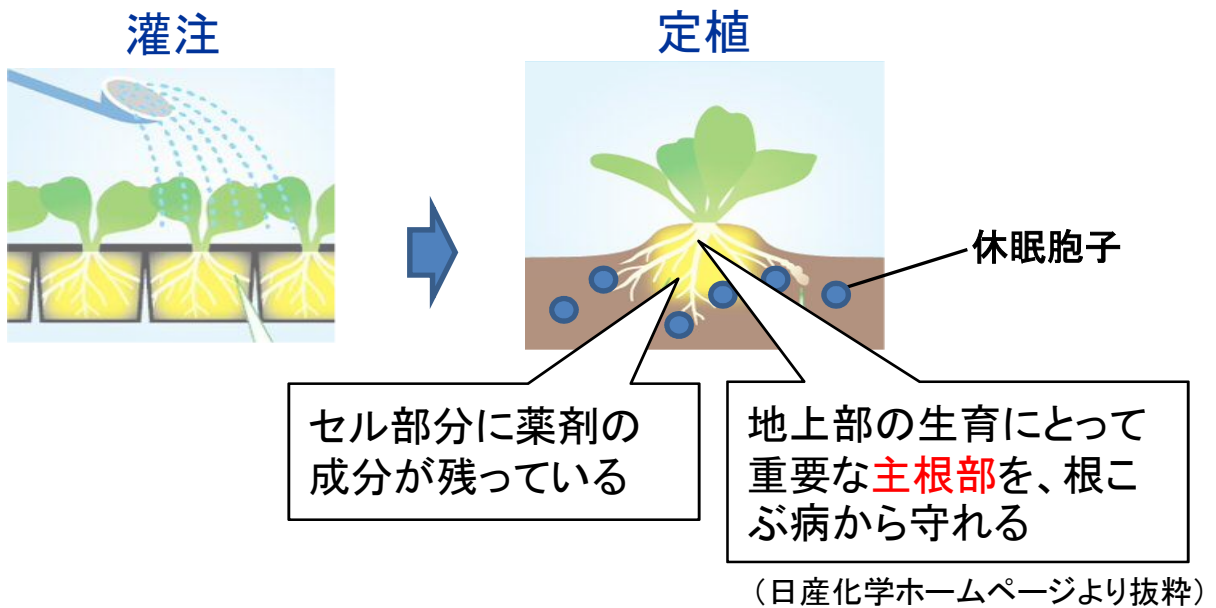 灌注
定植
休眠胞子
セル部分に薬剤の
成分が残っている
地上部の生育にとって
重要な主根部を、根こ
ぶ病から守れる
（日産化学ホームページより抜粋）